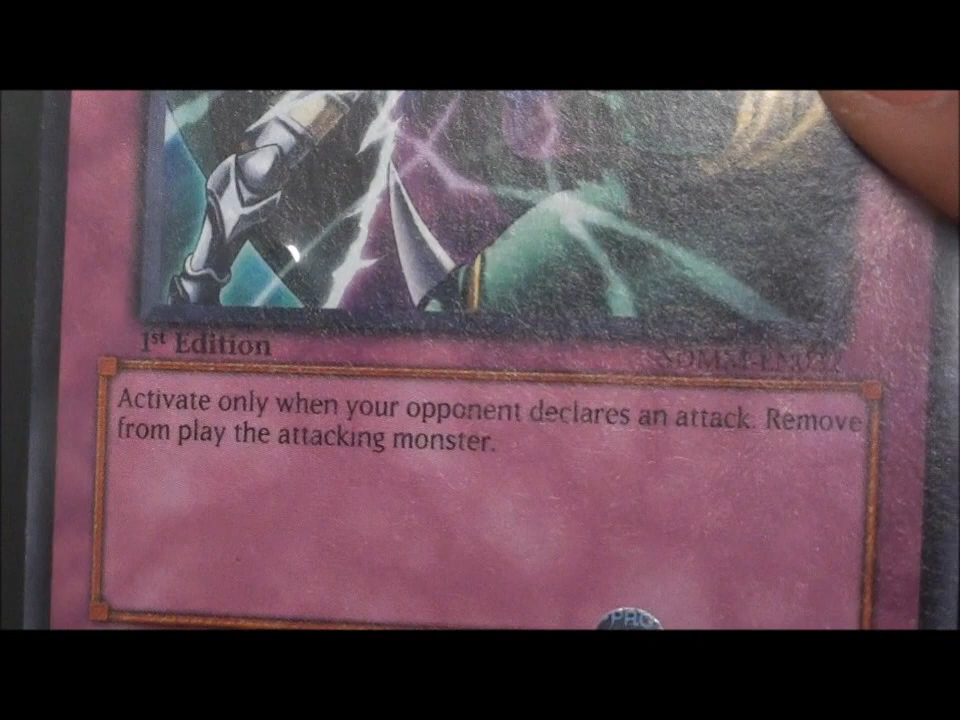 1st Edition
Activate only when your opponent declares an attack. Remove
from play the attacking monster.